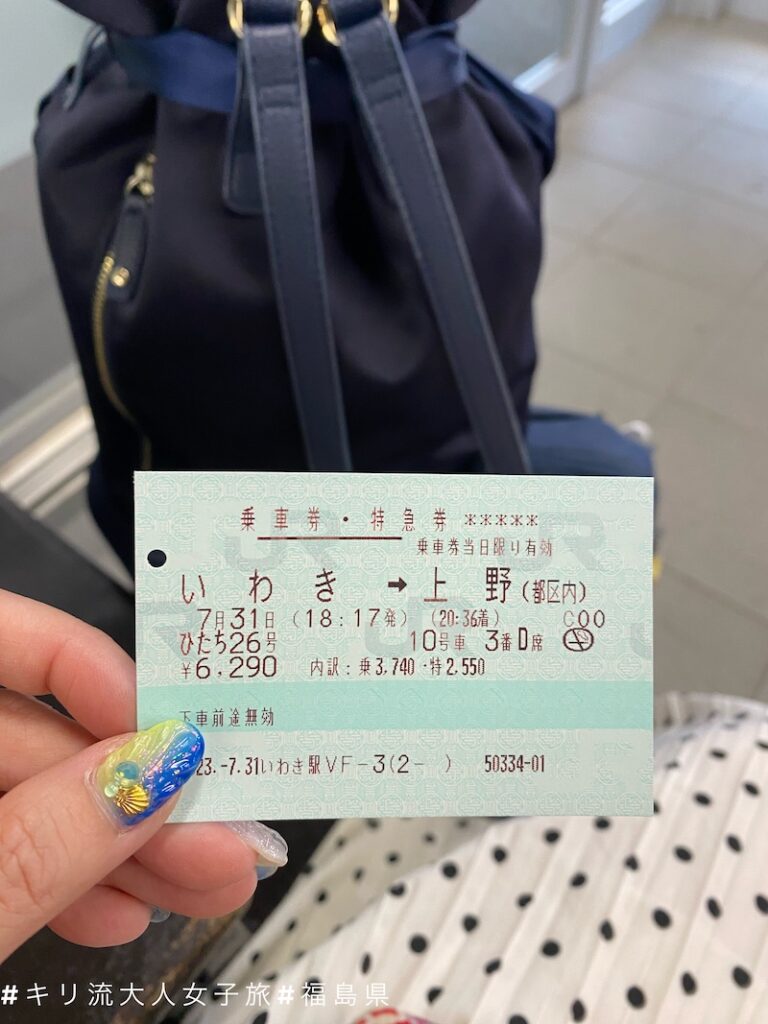 乗車券・特急券 *****
乗車券当日限り有効
いわき → 上野(都区内)
7月31日 (18:17発) (20:36着) C00
ひたち26号 10号車 3番D席
¥6,290 内訳:乗3,740・特2,550
下車前途無効
23.-7.31いわき駅VF-3(2- ) 50334-01
#キリ流大人女子旅#福島県